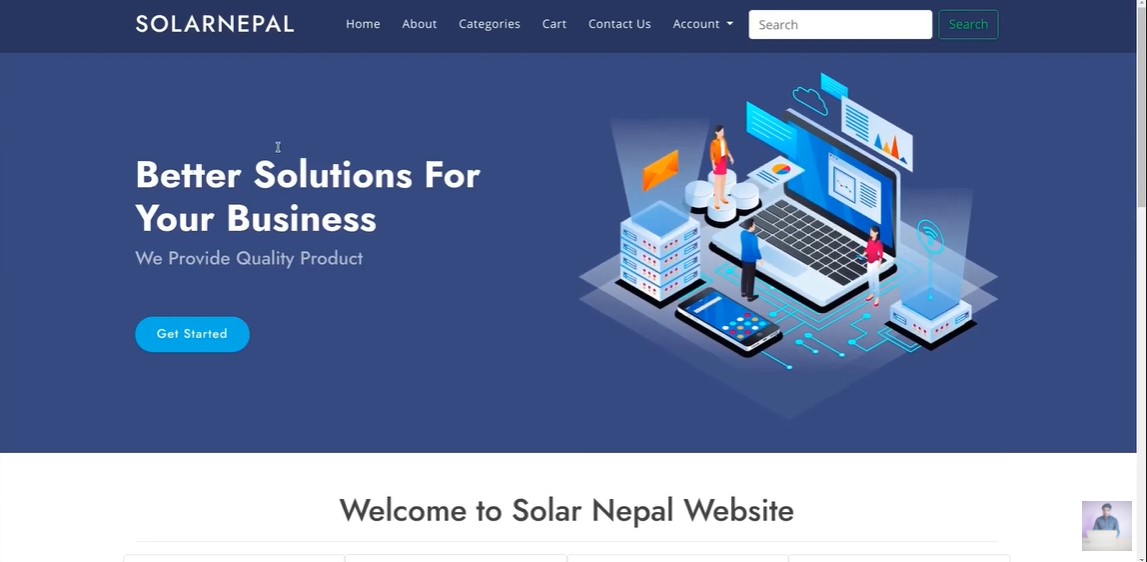 SOLARNEPAL
Home
About
Categories
Cart
Contact Us
Account
Search
Search
Better Solutions For
Your Business
We Provide Quality Product
Get Started
Welcome to Solar Nepal Website